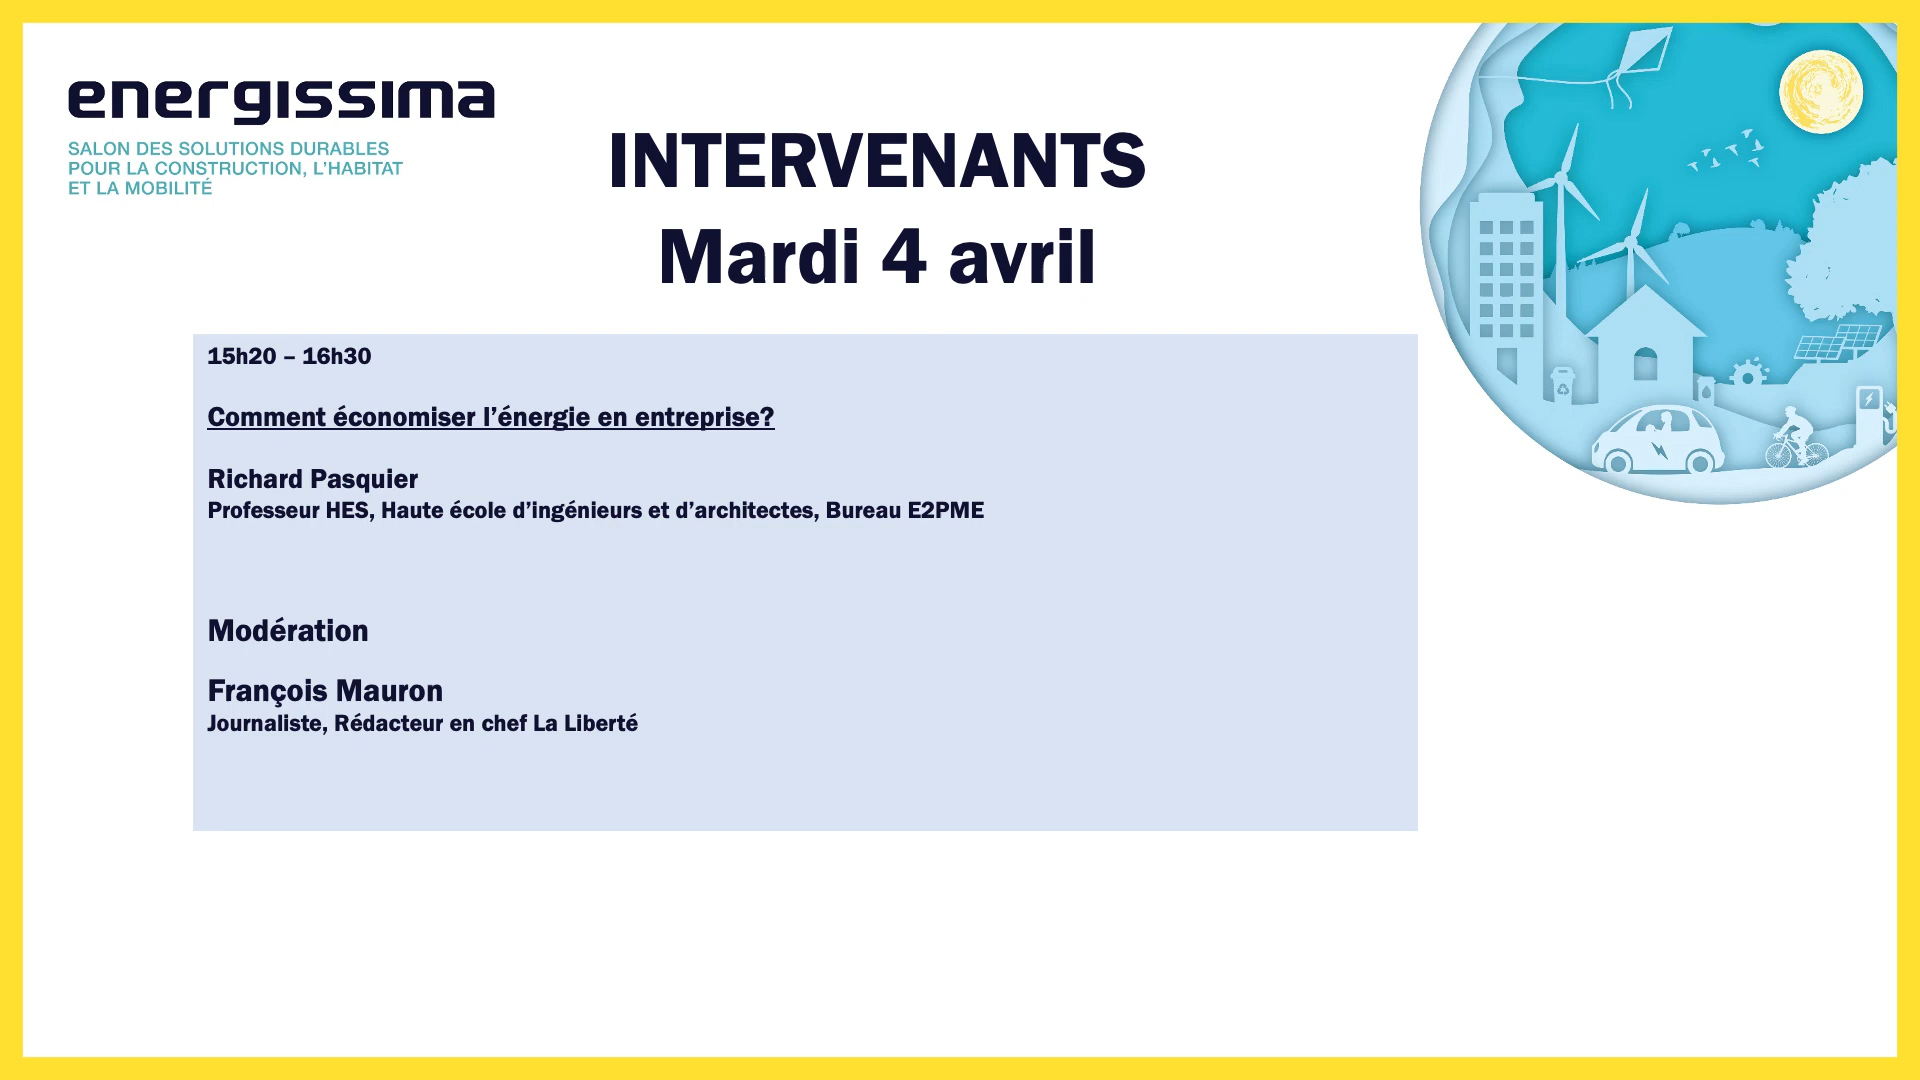 energissima
SALON DES SOLUTIONS DURABLES
POUR LA CONSTRUCTION, L’HABITAT
ET LA MOBILITÉ
INTERVENANTS
Mardi 4 avril
15h20 – 16h30
Comment économiser l’énergie en entreprise?
Richard Pasquier
Professeur HES, Haute école d’ingénieurs et d’architectes, Bureau E2PME
Modération
François Mauron
Journaliste, Rédacteur en chef La Liberté